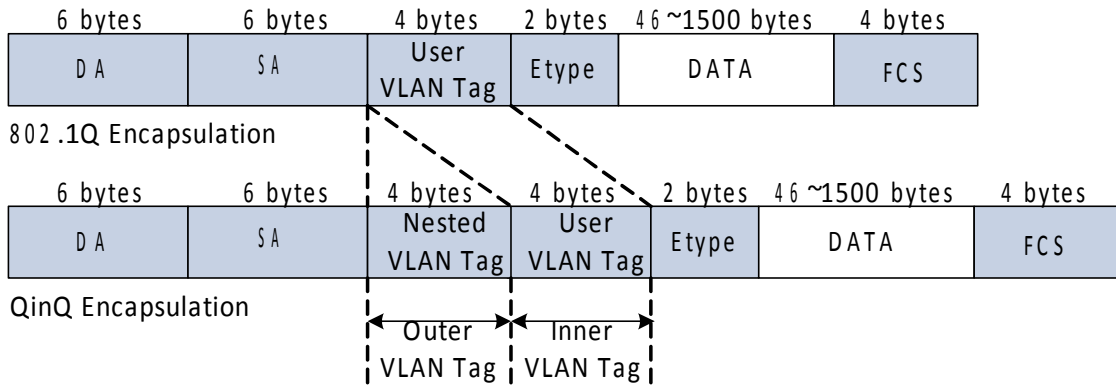 6 bytes 6 bytes 4 bytes 2 bytes 46~1500 bytes 4 bytes
DA SA User VLAN Tag Etype DATA FCS
802.1Q Encapsulation
6 bytes 6 bytes 4 bytes 4 bytes 2 bytes 46~1500 bytes 4 bytes
DA SA Nested VLAN Tag User VLAN Tag Etype DATA FCS
QinQ Encapsulation
Outer VLAN Tag Inner VLAN Tag